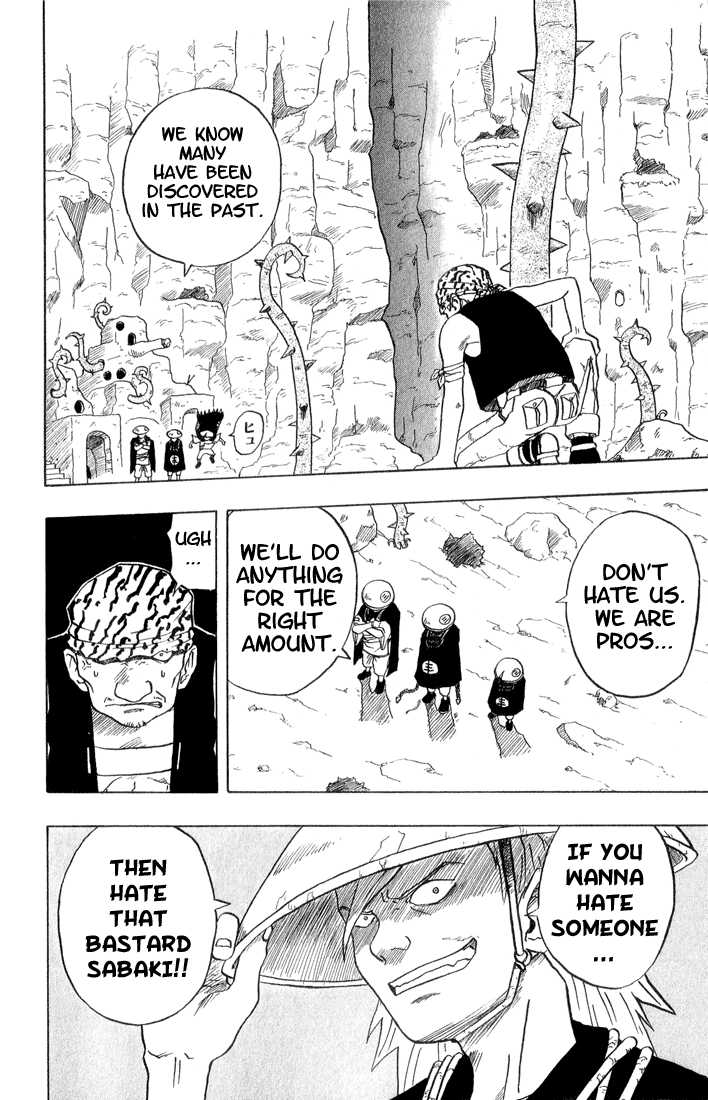 WE KNOW
MANY
HAVE BEEN
DISCOVERED
IN THE PAST.
ヒュ
DON'T
HATE US.
WE ARE
PROS...
WE'LL DO
ANYTHING
FOR THE
RIGHT
AMOUNT.
UGH
...
IF YOU
WANNA
HATE
SOMEONE
...
THEN
HATE
THAT
BASTARD
SABAKI!!